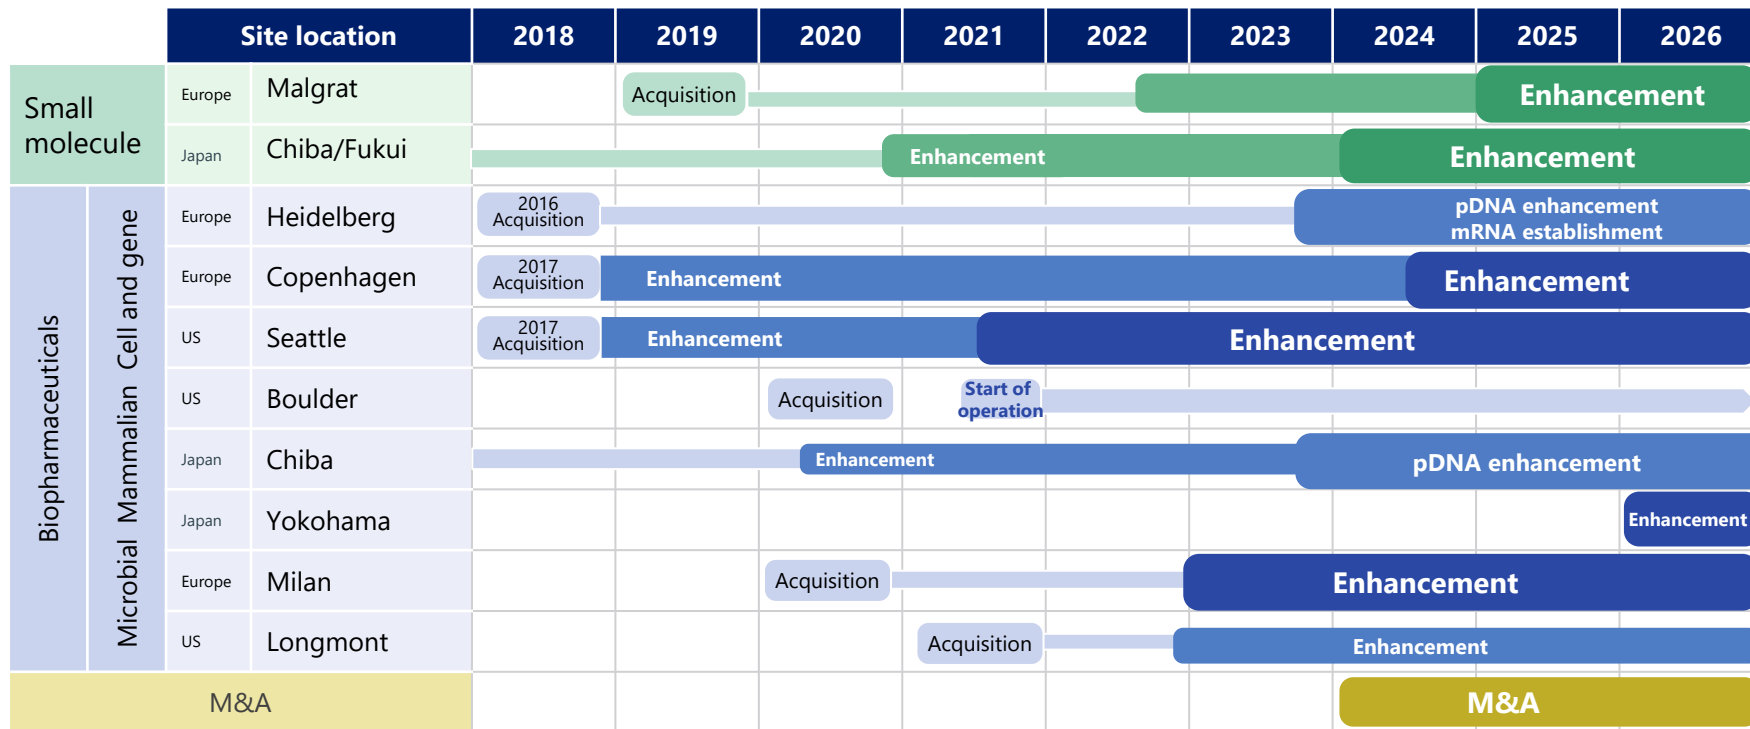 Site location 2018 2019 2020 2021 2022 2023 2024 2025 2026
Small
molecule
Europe Malgrat Acquisition Enhancement
Japan Chiba/Fukui Enhancement Enhancement
Biopharmaceuticals
Microbial Mammalian Cell and gene
Europe Heidelberg
2016
Acquisition
pDNA enhancement
mRNA establishment
Europe Copenhagen
2017
Acquisition
Enhancement Enhancement
US Seattle
2017
Acquisition
Enhancement Enhancement
US Boulder Acquisition
Start of
operation
Japan Chiba Enhancement pDNA enhancement
Japan Yokohama Enhancement
Europe Milan Acquisition Enhancement
US Longmont Acquisition Enhancement
M&A M&A